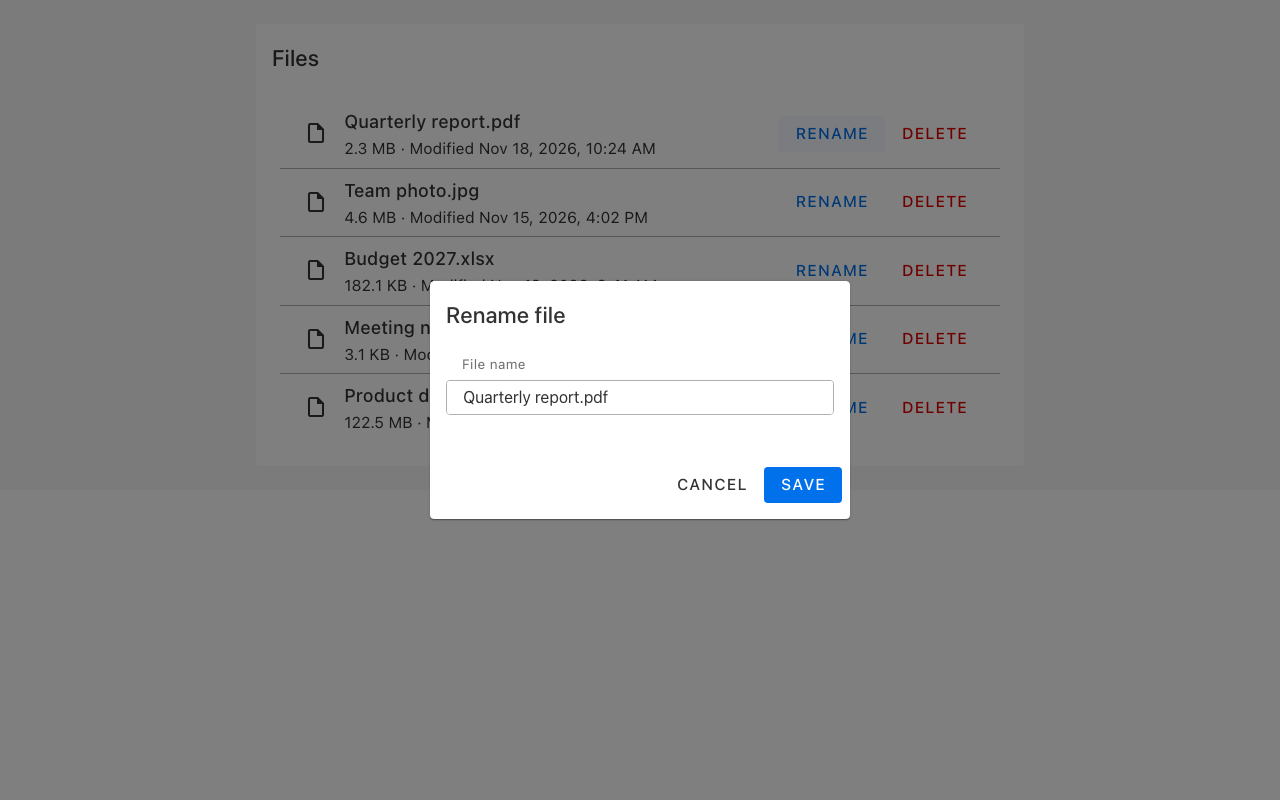 Files
Quarterly report.pdf
2.3 MB · Modified Nov 18, 2026, 10:24 AM
RENAME
DELETE
Team photo.jpg
4.6 MB · Modified Nov 15, 2026, 4:02 PM
RENAME
DELETE
Budget 2027.xlsx
182.1 KB ·
RENAME
DELETE
Meeting
3.1 KB ·
DELETE
Product
122.5 MB ·
DELETE
Rename file
File name
Quarterly report.pdf
CANCEL
SAVE